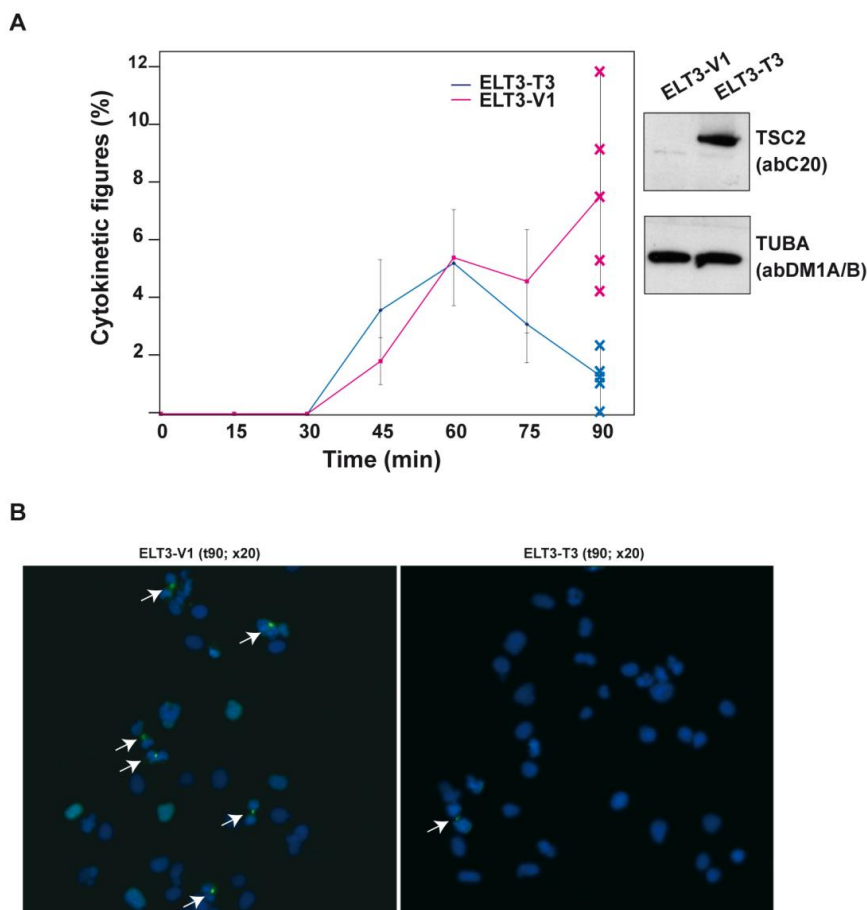 A
Cytokinetic figures (%)
12
10
8
6
4
2
0
15
30
45
60
75
90
Time (min)
ELT3-T3
ELT3-V1
ELT3-V1
ELT3-T3
TSC2
(abC20)
TUBA
(abDM1A/B)
B
ELT3-V1 (t90; x20)
ELT3-T3 (t90; x20)